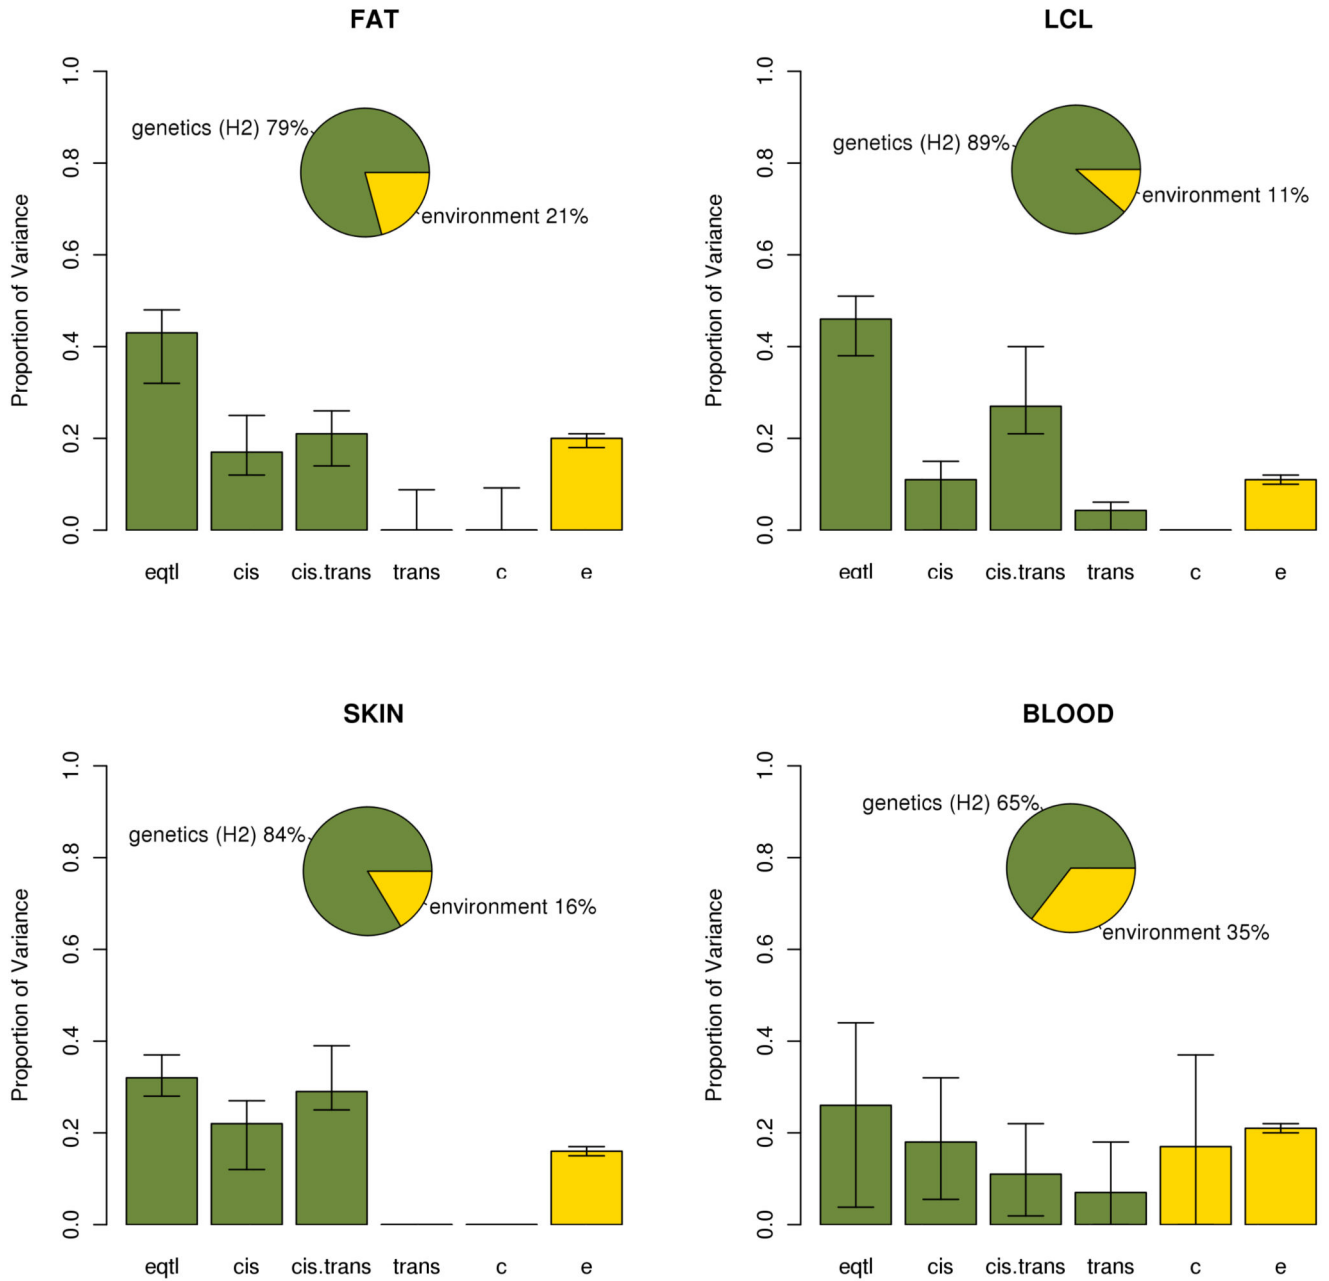 FAT
Proportion of Variance
1.0
0.8
0.6
0.4
0.2
0.0
genetics (H2) 79%
environment 21%
eqtl cis cis.trans trans c e
LCL
Proportion of Variance
1.0
0.8
0.6
0.4
0.2
0.0
genetics (H2) 89%
environment 11%
eqtl cis cis.trans trans c e
SKIN
Proportion of Variance
1.0
0.8
0.6
0.4
0.2
0.0
genetics (H2) 84%
environment 16%
eqtl cis cis.trans trans c e
BLOOD
Proportion of Variance
1.0
0.8
0.6
0.4
0.2
0.0
genetics (H2) 65%
environment 35%
eqtl cis cis.trans trans c e